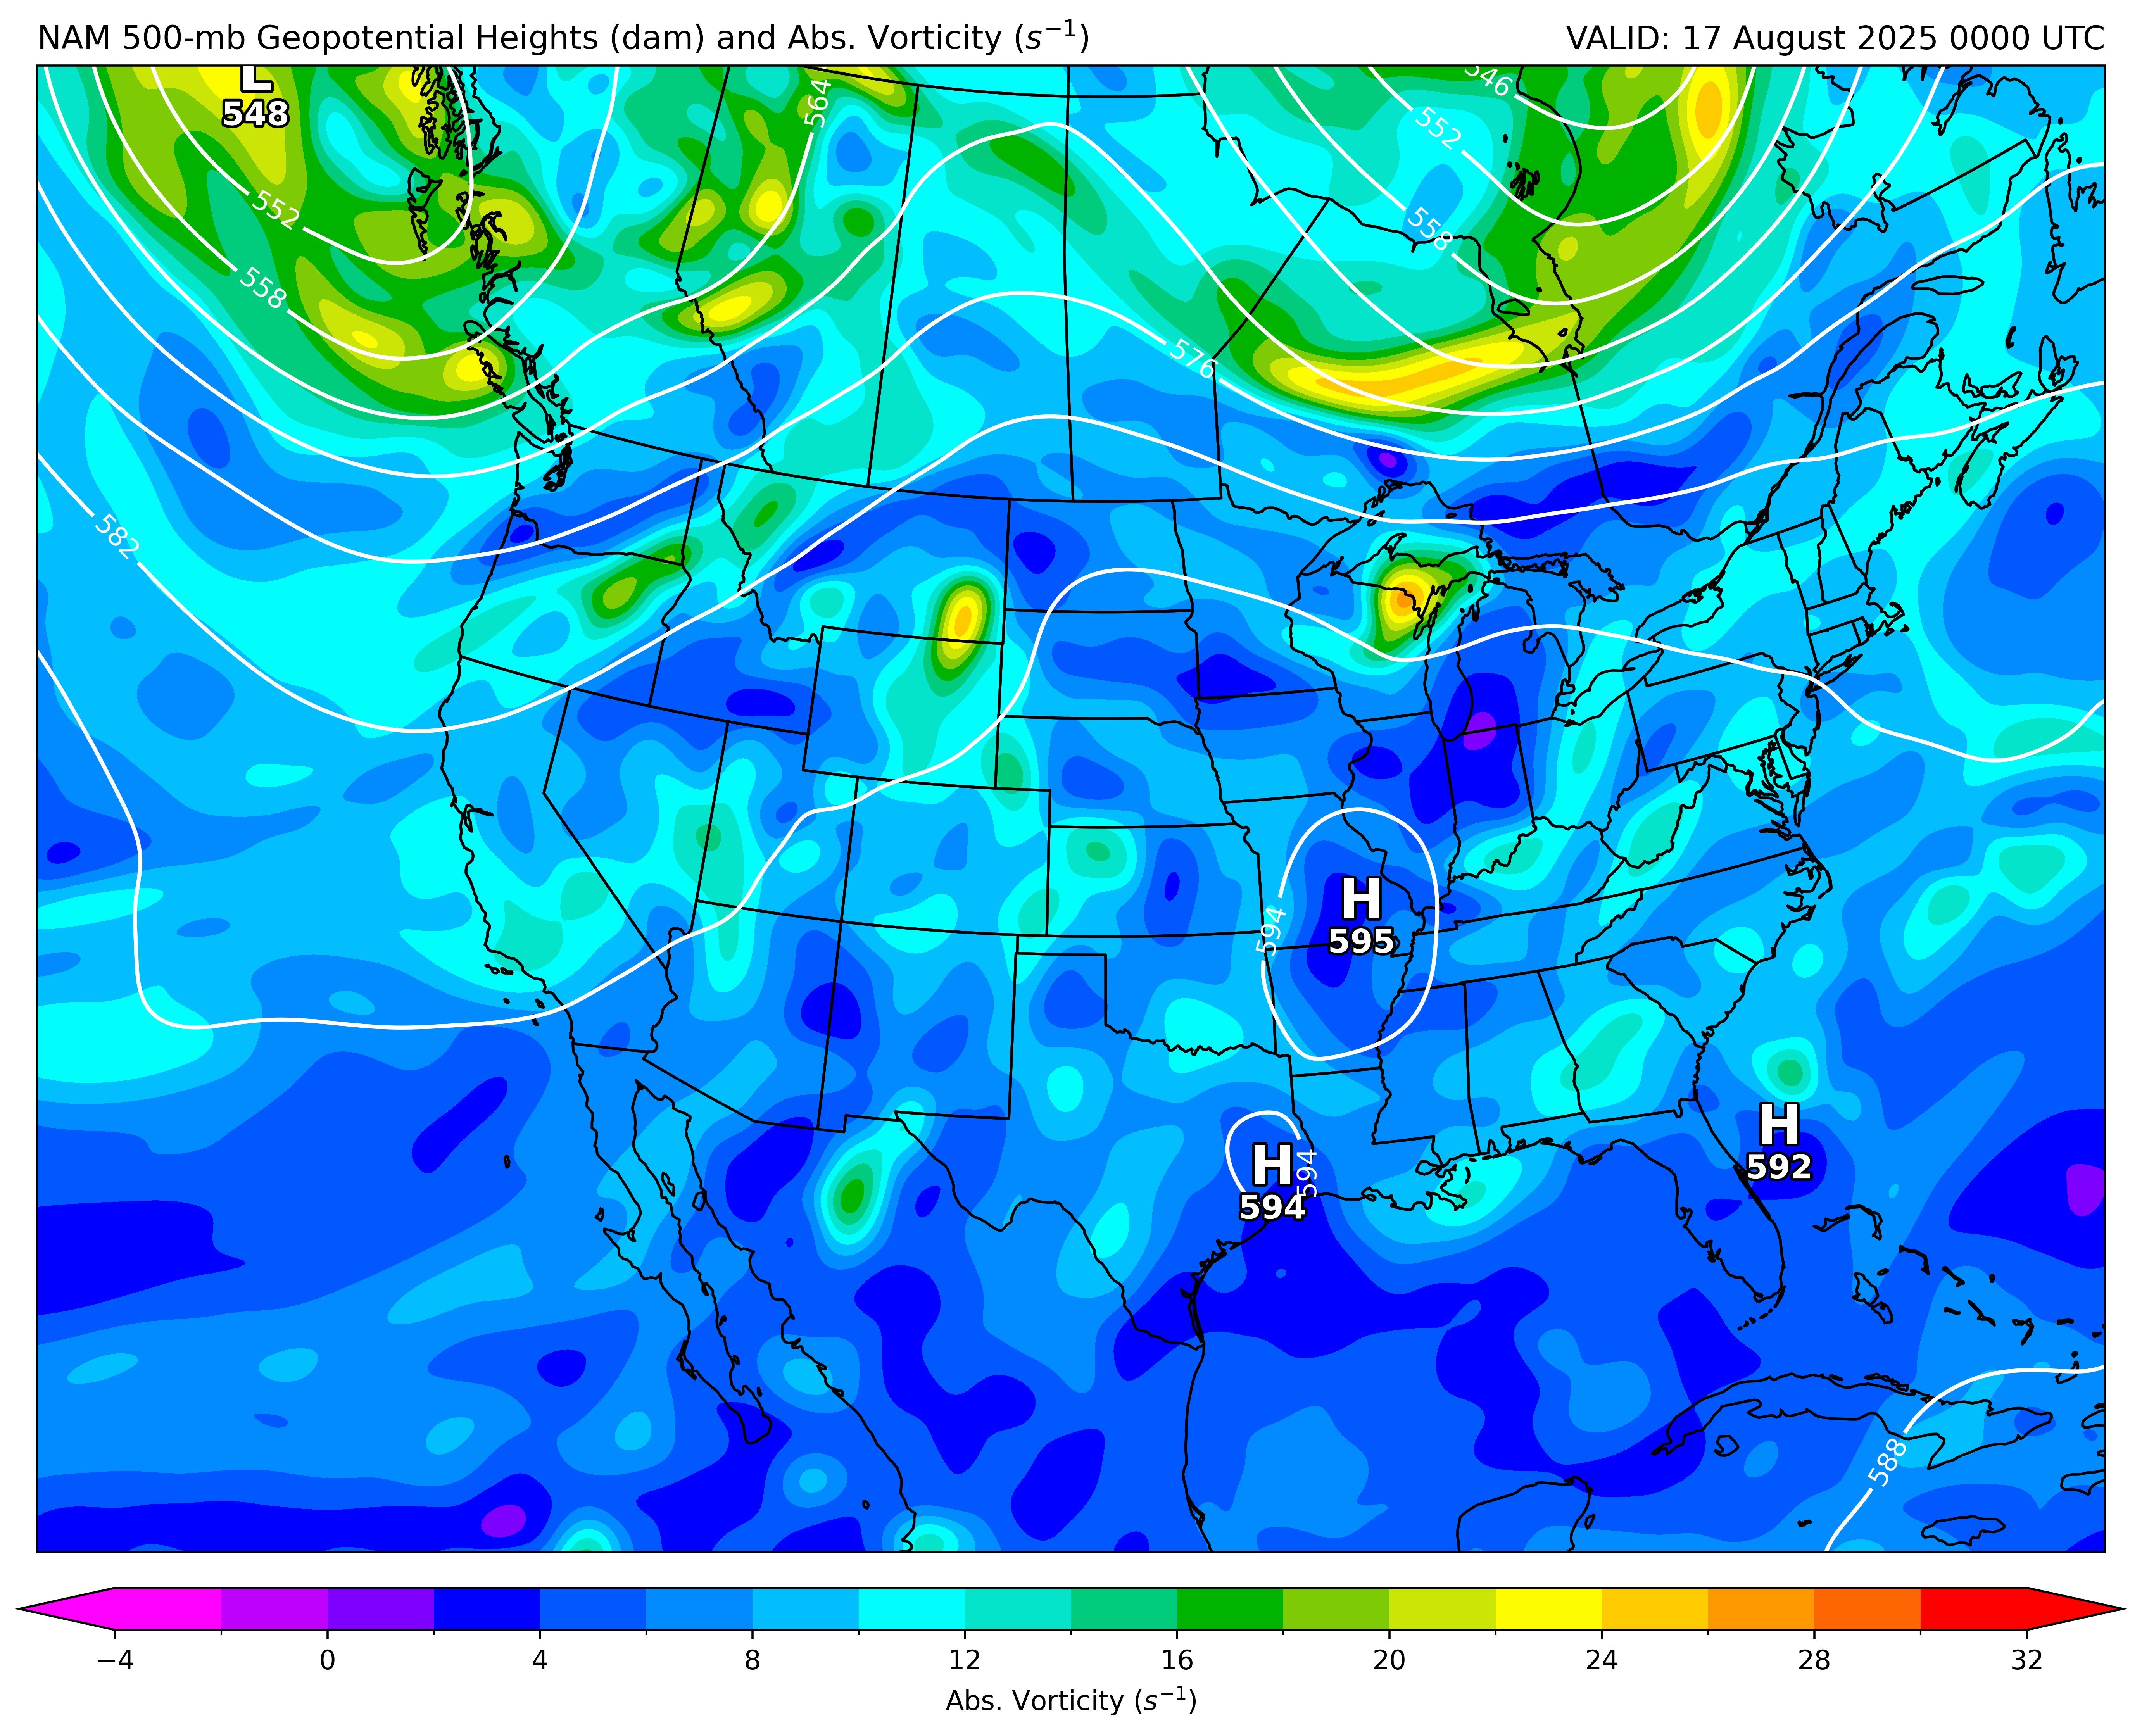 NAM 500-mb Geopotential Heights (dam) and Abs. Vorticity (s⁻¹)
VALID: 17 August 2025 0000 UTC
L
548
564
546
552
552
558
558
576
582
594
H
595
H
594
594
H
592
588
−4 0 4 8 12 16 20 24 28 32
Abs. Vorticity (s⁻¹)